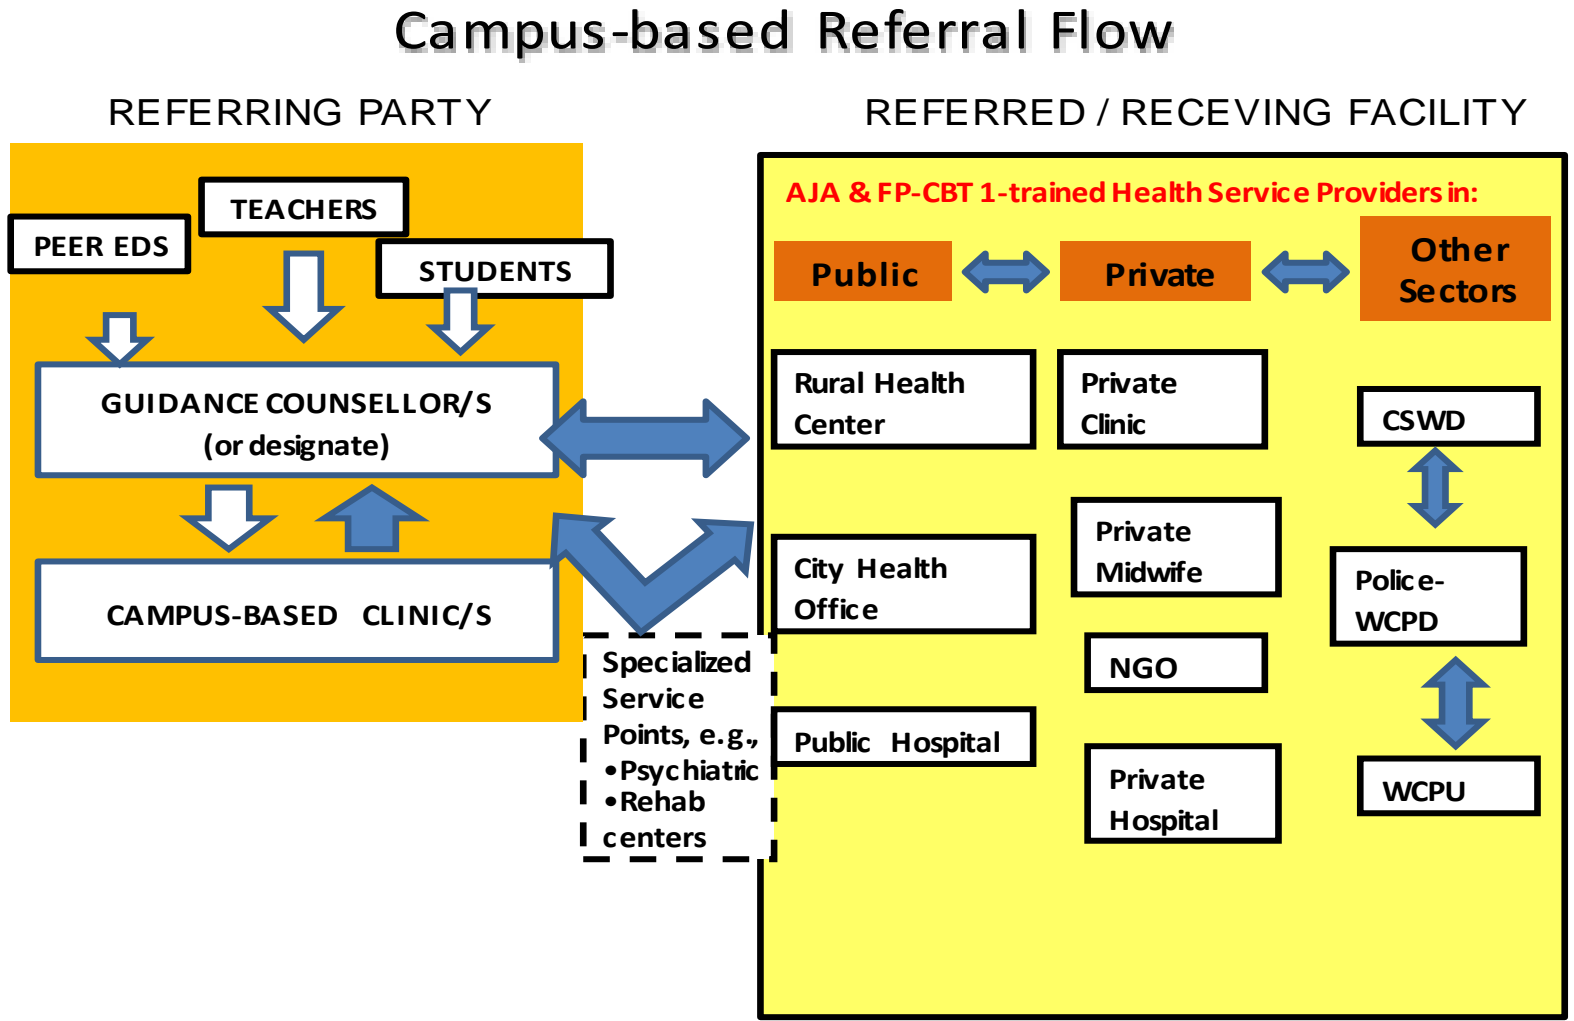 Campus-based Referral Flow
REFERRING PARTY
REFERRED / RECEVING FACILITY
TEACHERS
PEER EDS
STUDENTS
GUIDANCE COUNSELLOR/S
(or designate)
CAMPUS-BASED CLINIC/S
Specialized
Service
Points, e.g.,
•Psychiatric
•Rehab
centers
AJA & FP-CBT 1-trained Health Service Providers in:
Public
Private
Other
Sectors
Rural Health
Center
City Health
Office
Public Hospital
Private
Clinic
Private
Midwife
NGO
Private
Hospital
CSWD
Police-
WCPD
WCPU